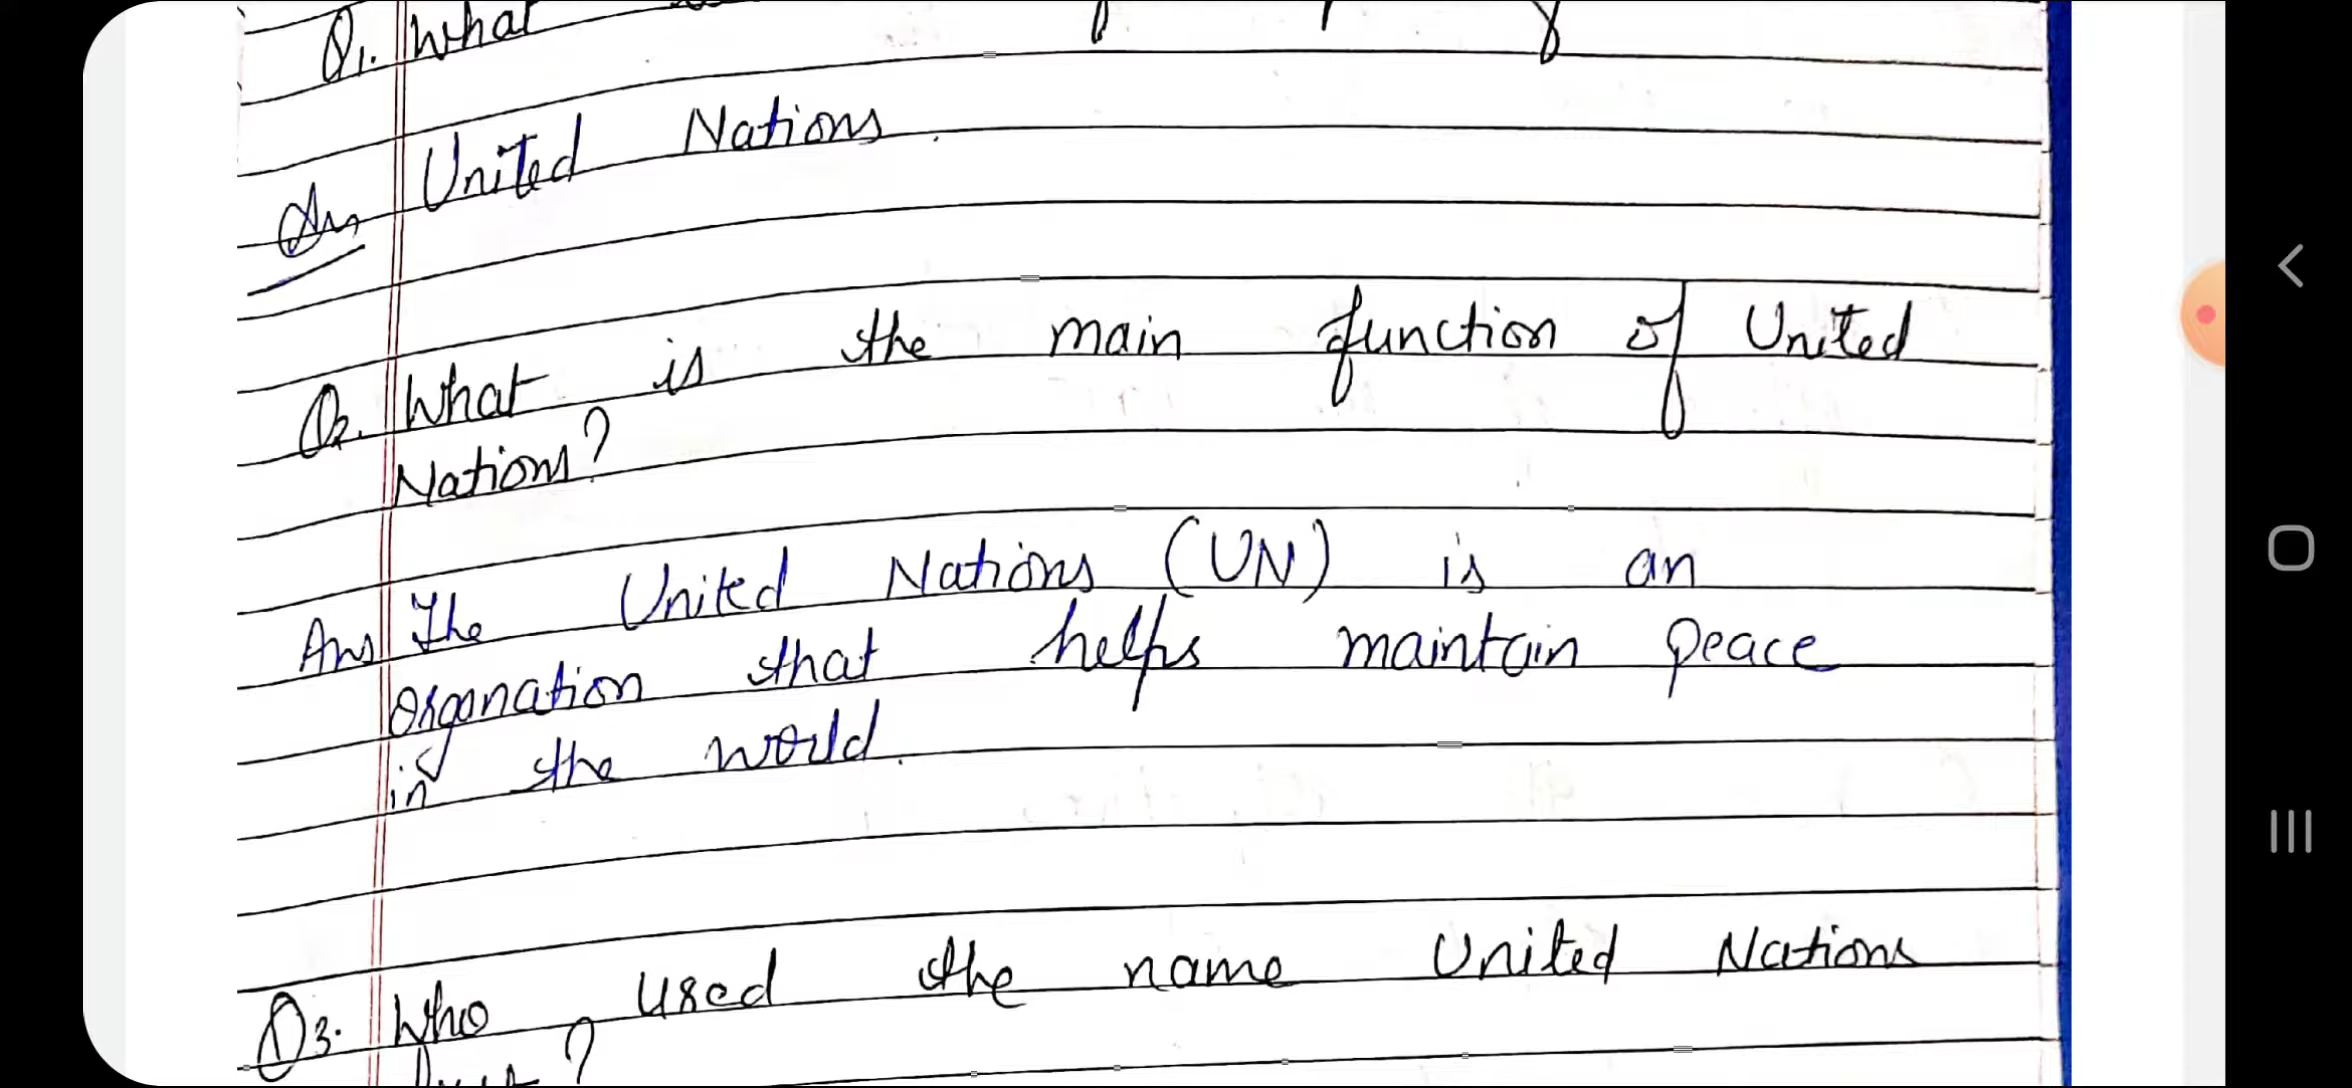 Q1. What
Ans United Nations.
Q2. What is the main function of United
Nations?
Ans The United Nations (UN) is an
organation that helps maintain peace
in the world.
Q3. Who used the name United Nations
?